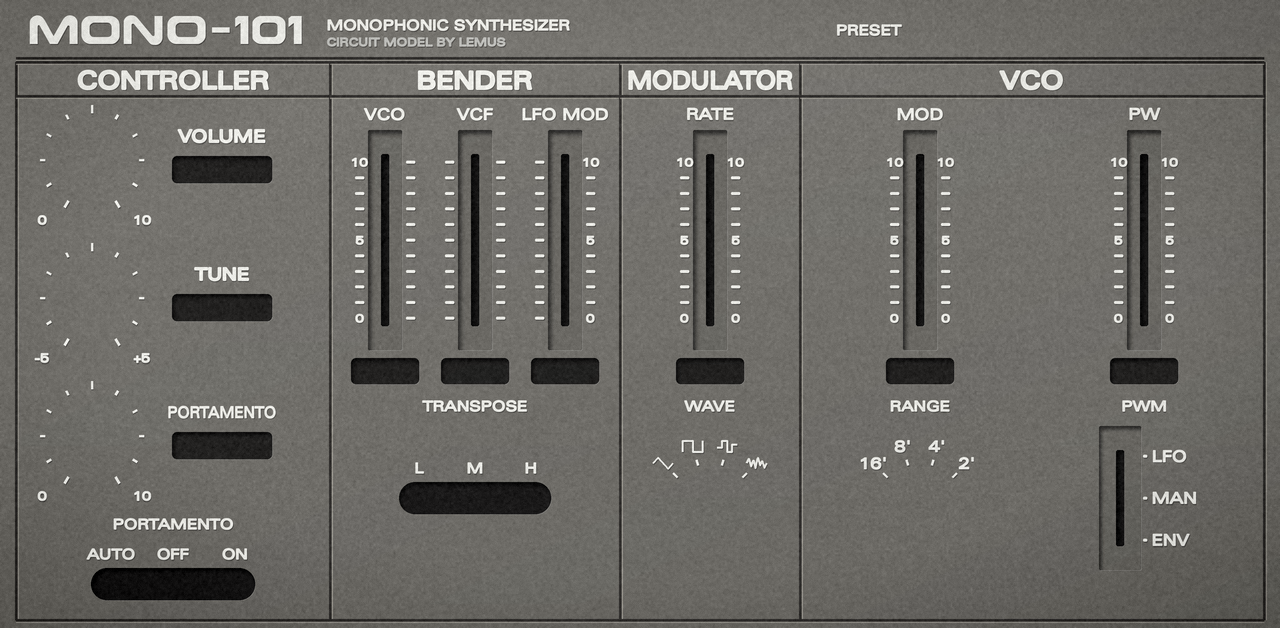 MONO-101
MONOPHONIC SYNTHESIZER
CIRCUIT MODEL BY LEMUS
PRESET
CONTROLLER
VOLUME
0 10
TUNE
-5 +5
PORTAMENTO
0 10
PORTAMENTO
AUTO OFF ON
BENDER
VCO VCF LFO MOD
10 10
5 5
0 0
TRANSPOSE
L M H
MODULATOR
RATE
10 10
5 5
0 0
WAVE
VCO
MOD PW
10 10 10 10
5 5 5 5
0 0 0 0
RANGE
16' 8' 4' 2'
PWM
LFO
MAN
ENV